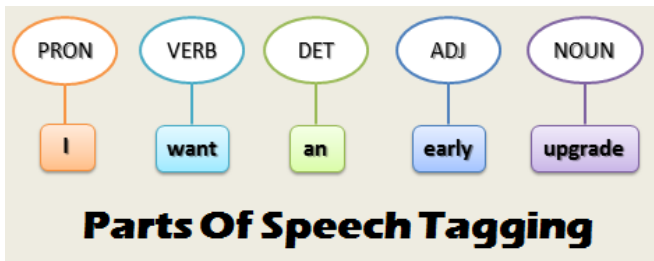 PRON VERB DET ADJ NOUN
I want an early upgrade
Parts Of Speech Tagging